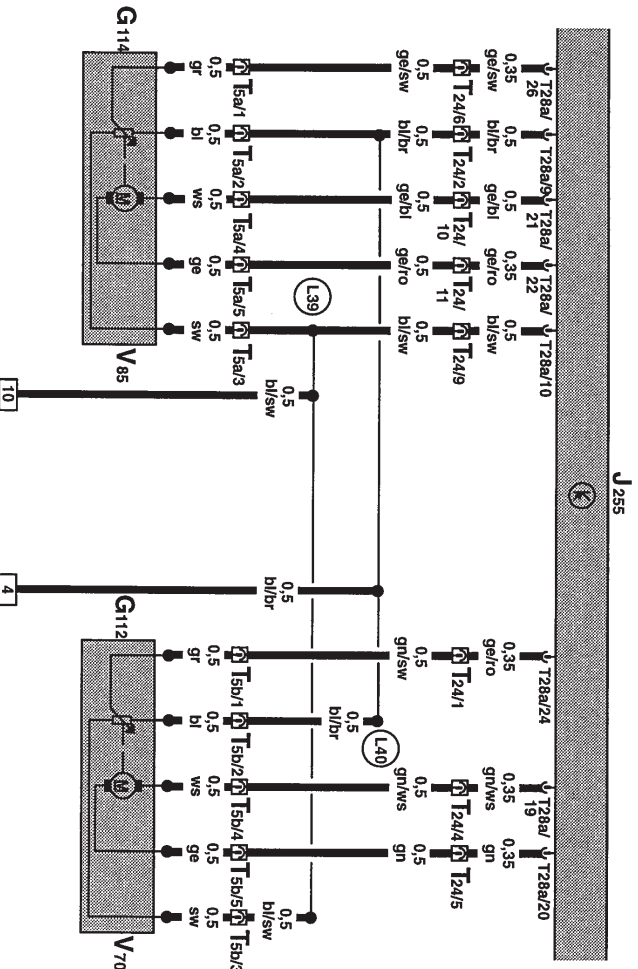 J 255
k
T28a/ 26
T28a/9
T28a/ 21
T28a/ 22
T28a/10
T28a/24
T28a/ 19
T28a/20
0,35 ge/sw
0,5 bl/br
0,5 ge/bl
0,35 ge/ro
0,5 bl/sw
0,35 ge/ro
0,35 gn/ws
0,35 gn
T24/6
T24/2
T24/ 10
T24/ 11
T24/9
T24/1
T24/4
T24/5
0,5 ge/sw
0,5 bl/br
0,5 ge/bl
0,5 ge/ro
0,5 bl/sw
0,5 gn/sw
0,5 gn/ws
0,5 gn
L40
0,5 bl/br
L39
0,5 bl/sw
0,5 bl/br
0,5 bl/sw
T5a/1
T5a/2
T5a/4
T5a/5
T5a/3
T5b/1
T5b/2
T5b/4
T5b/5
T5b/3
0,5 gr
0,5 bl
0,5 ws
0,5 ge
0,5 sw
0,5 gr
0,5 bl
0,5 ws
0,5 ge
0,5 sw
G114
M
V85
G112
M
V70
10
4